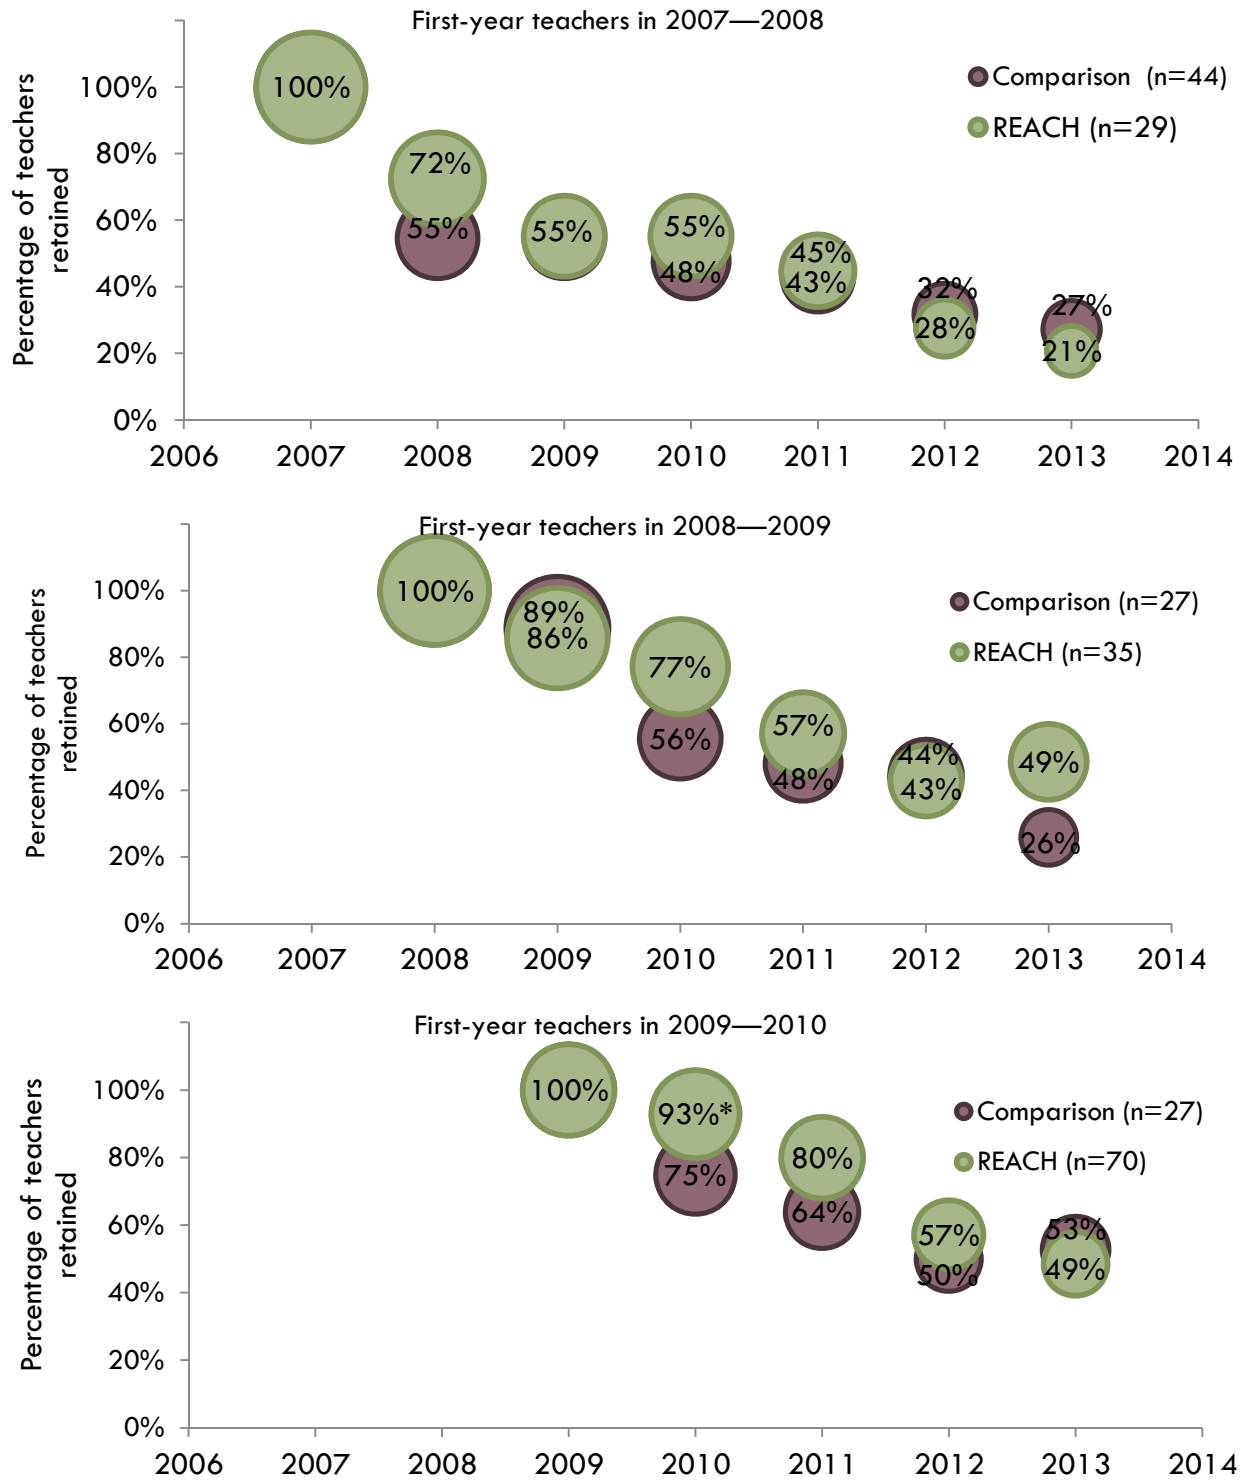 First-year teachers in 2007—2008
Percentage of teachers
retained
100%
80%
60%
40%
20%
0%
Comparison (n=44)
REACH (n=29)
100%
72%
55%
55%
55%
48%
45%
43%
32%
28%
27%
21%
2006 2007 2008 2009 2010 2011 2012 2013 2014
First-year teachers in 2008—2009
Percentage of teachers
retained
100%
80%
60%
40%
20%
0%
Comparison (n=27)
REACH (n=35)
100%
89%
86%
77%
56%
57%
48%
44%
43%
49%
26%
2006 2007 2008 2009 2010 2011 2012 2013 2014
First-year teachers in 2009—2010
Percentage of teachers
retained
100%
80%
60%
40%
20%
0%
Comparison (n=27)
REACH (n=70)
100%
93%*
75%
80%
64%
57%
50%
53%
49%
2006 2007 2008 2009 2010 2011 2012 2013 2014